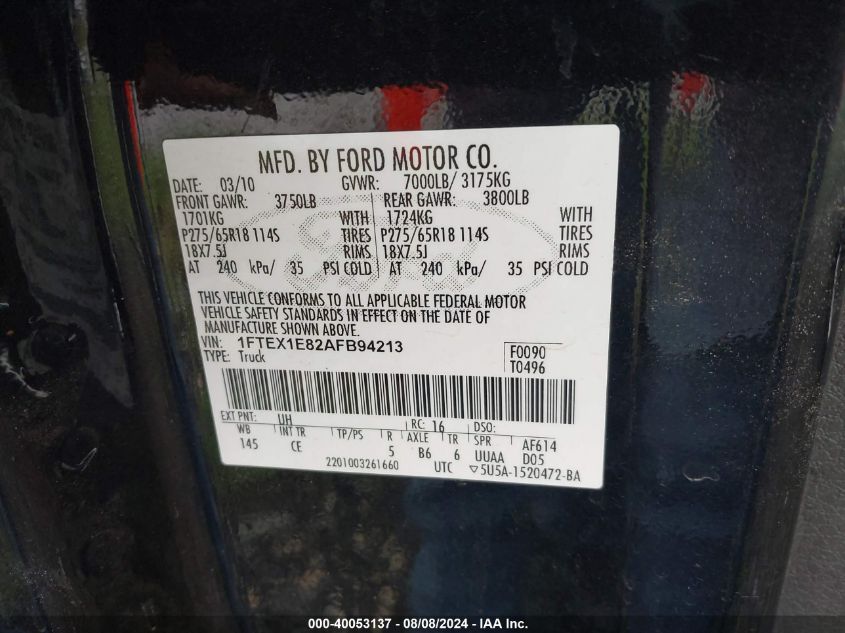 MFD. BY FORD MOTOR CO.
DATE: 03/10 GVWR: 7000LB/ 3175KG
FRONT GAWR: 3750LB REAR GAWR: 3800LB
1701KG WITH 1724KG WITH
P275/65R18 114S TIRES P275/65R18 114S TIRES
18X7.5J RIMS 18X7.5J RIMS
AT 240 kPa/ 35 PSI COLD AT 240 kPa/ 35 PSI COLD
Ford
THIS VEHICLE CONFORMS TO ALL APPLICABLE FEDERAL MOTOR
VEHICLE SAFETY STANDARDS IN EFFECT ON THE DATE OF
MANUFACTURE SHOWN ABOVE.
VIN: 1FTEX1E82AFB94213 F0090
TYPE: Truck T0496
EXT PNT: UH RC: 16 DSO:
WB INT TR TP/PS R AXLE TR SPR AF614
145 CE 5 B6 6 UUAA D05
2201003261660 UTC ▽5U5A-1520472-BA
000-40053137 - 08/08/2024 - IAA Inc.